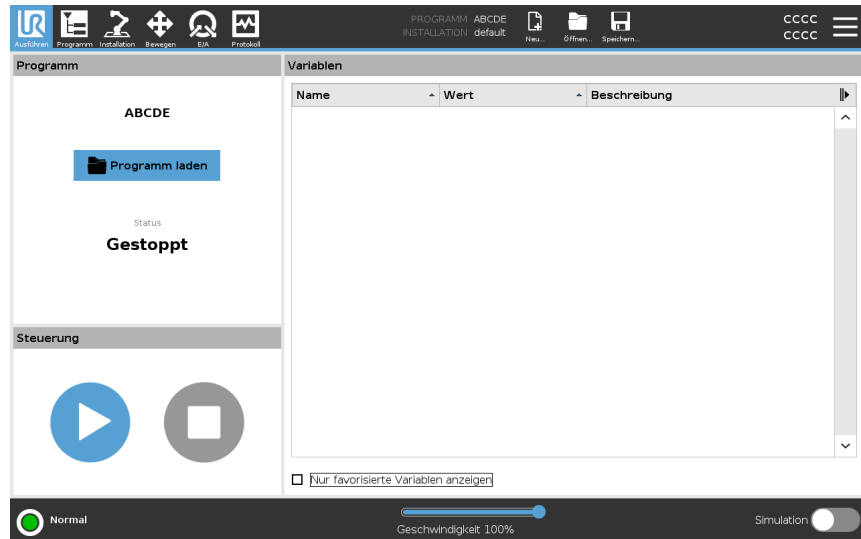 Ausführen
Programm
Installation
Bewegen
E/A
Protokoll
PROGRAMM ABCDE
INSTALLATION default
Neu...
Öffnen...
Speichern...
cccc
cccc
Programm
ABCDE
Programm laden
Status
Gestoppt
Steuerung
Variablen
Name
Wert
Beschreibung
Nur favorisierte Variablen anzeigen
Normal
Geschwindigkeit 100%
Simulation